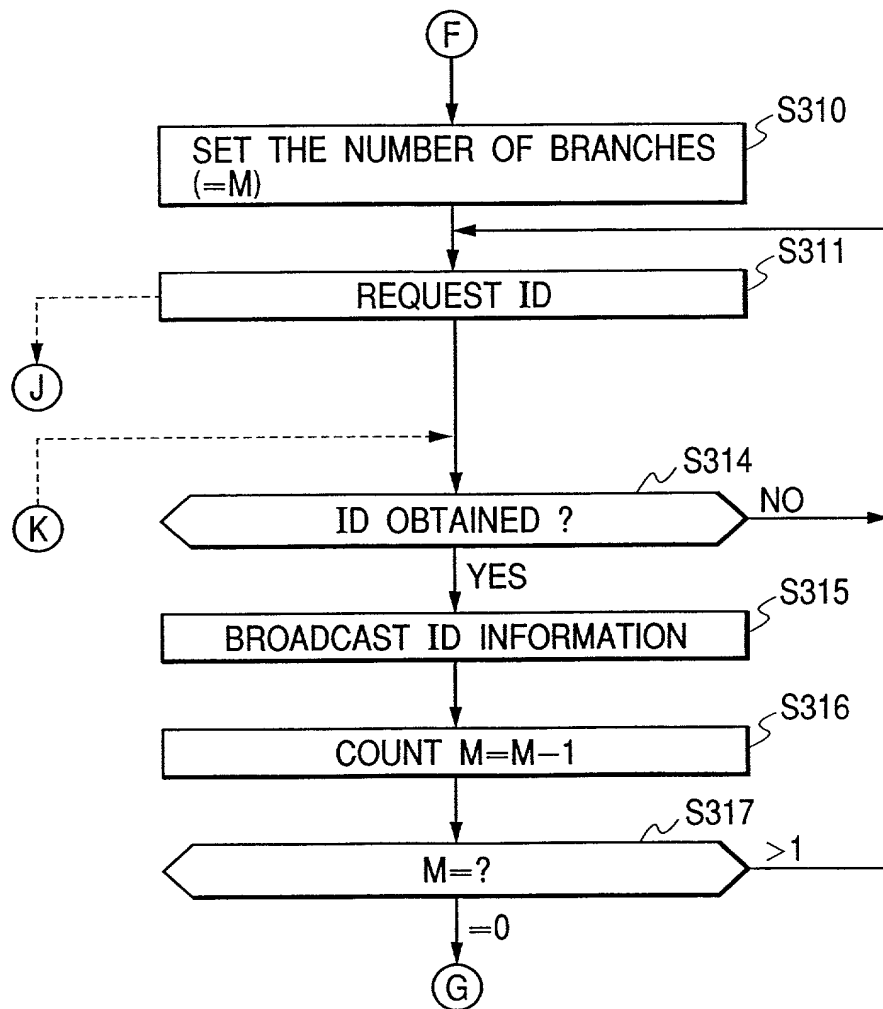 F
S310
SET THE NUMBER OF BRANCHES
(=M)
S311
REQUEST ID
J
S314
K
ID OBTAINED ?
NO
YES
S315
BROADCAST ID INFORMATION
S316
COUNT M=M-1
S317
M=?
>1
=0
G